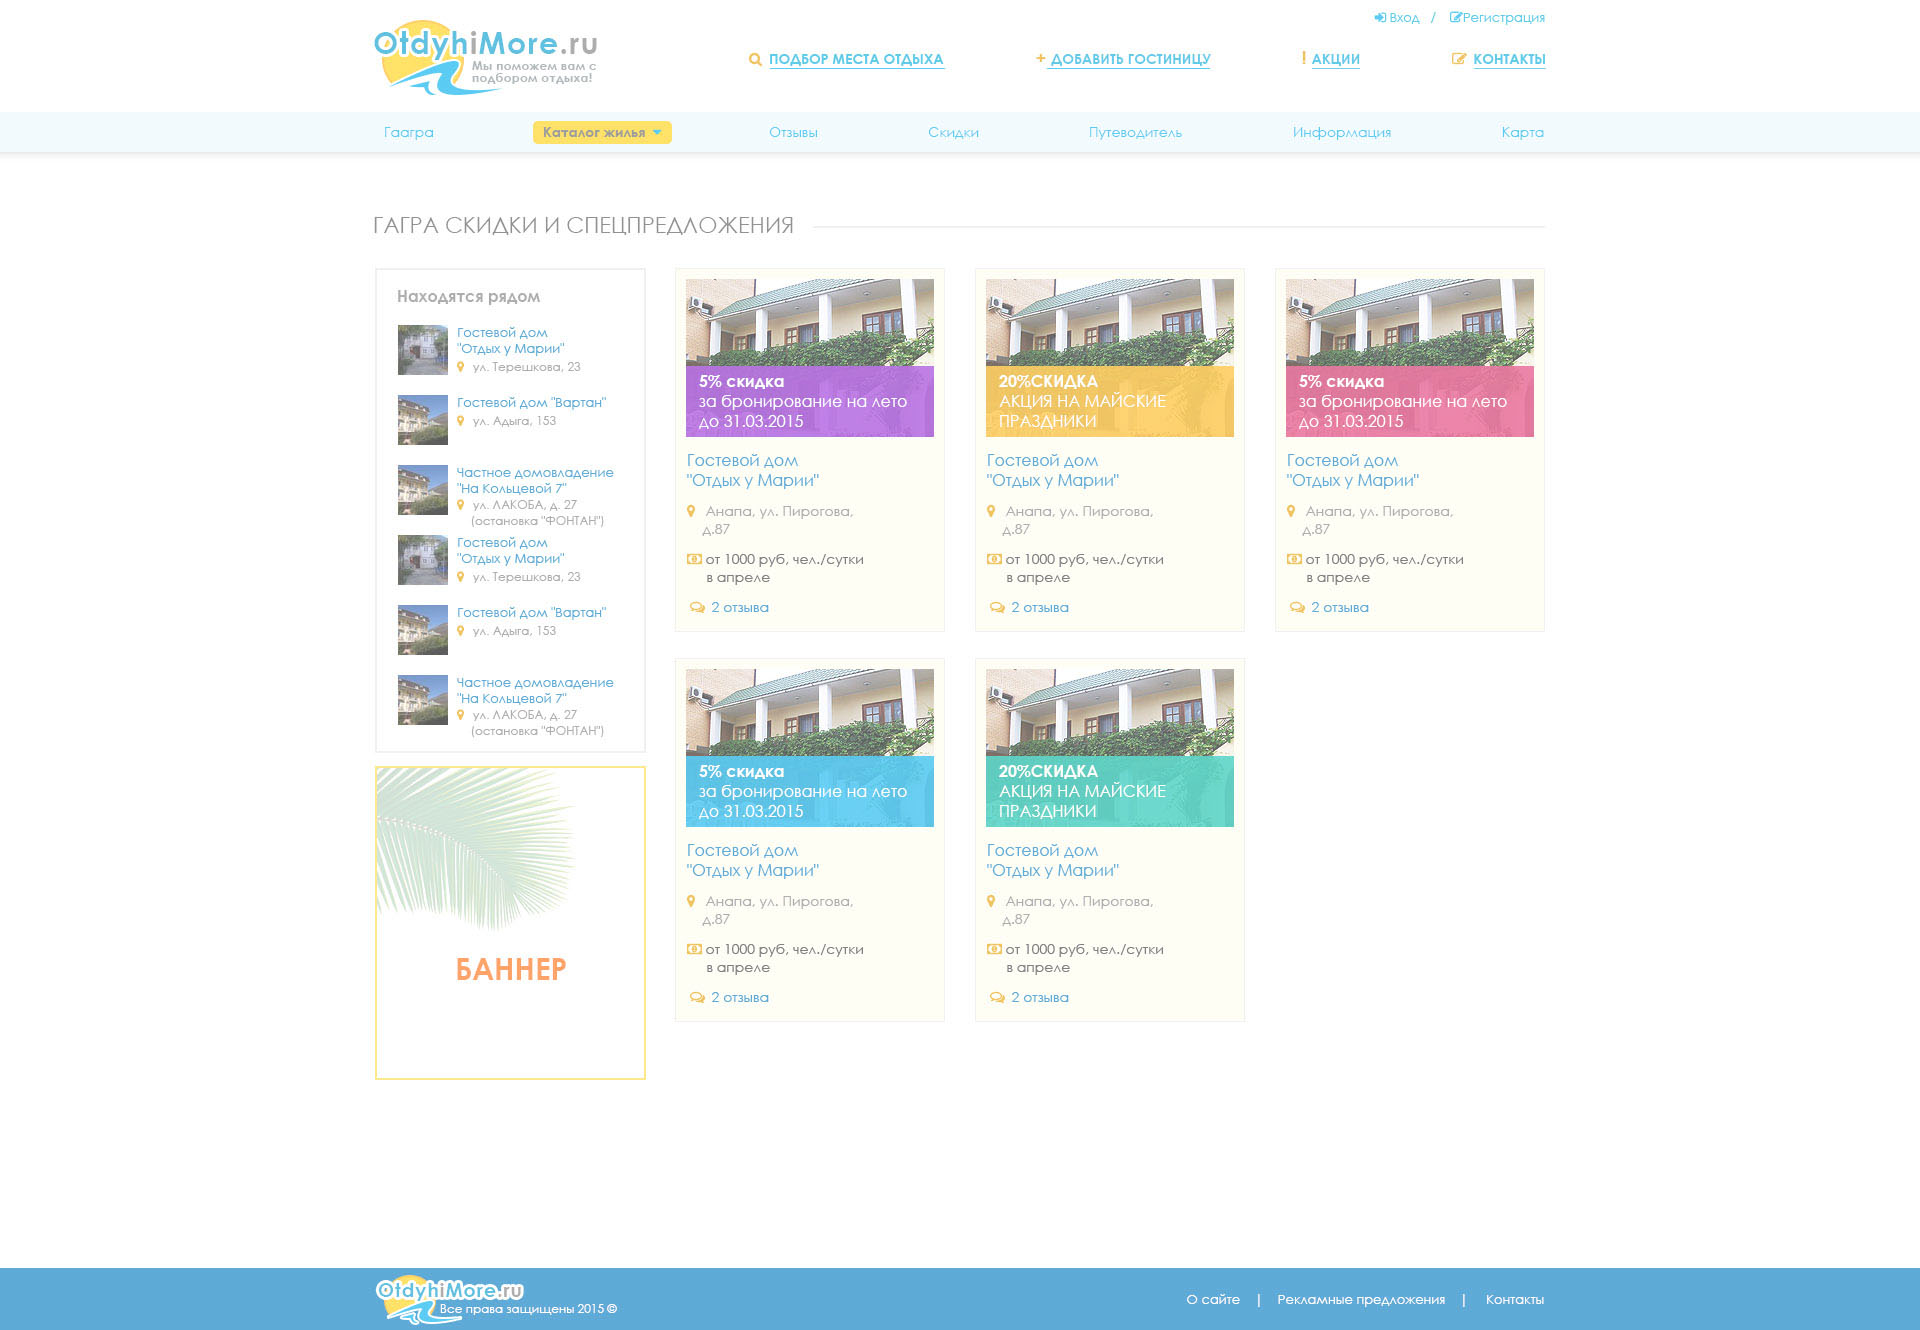 OtdyhiMore.ru
Мы поможем вам с
подбором отдыха!
Вход / Регистрация
ПОДБОР МЕСТА ОТДЫХА
+ ДОБАВИТЬ ГОСТИНИЦУ
! АКЦИИ
КОНТАКТЫ
Гаагра
Каталог жилья
Отзывы
Скидки
Путеводитель
Информация
Карта
ГАГРА СКИДКИ И СПЕЦПРЕДЛОЖЕНИЯ
Находятся рядом
Гостевой дом
"Отдых у Марии"
ул. Терешкова, 23
Гостевой дом "Вартан"
ул. Адыга, 153
Частное домовладение
"На Кольцевой 7"
ул. ЛАКОБА, д. 27
(остановка "ФОНТАН")
Гостевой дом
"Отдых у Марии"
ул. Терешкова, 23
Гостевой дом "Вартан"
ул. Адыга, 153
Частное домовладение
"На Кольцевой 7"
ул. ЛАКОБА, д. 27
(остановка "ФОНТАН")
БАННЕР
5% скидка
за бронирование на лето
до 31.03.2015
Гостевой дом
"Отдых у Марии"
Анапа, ул. Пирогова,
д.87
от 1000 руб, чел./сутки
в апреле
2 отзыва
20%СКИДКА
АКЦИЯ НА МАЙСКИЕ
ПРАЗДНИКИ
Гостевой дом
"Отдых у Марии"
Анапа, ул. Пирогова,
д.87
от 1000 руб, чел./сутки
в апреле
2 отзыва
5% скидка
за бронирование на лето
до 31.03.2015
Гостевой дом
"Отдых у Марии"
Анапа, ул. Пирогова,
д.87
от 1000 руб, чел./сутки
в апреле
2 отзыва
5% скидка
за бронирование на лето
до 31.03.2015
Гостевой дом
"Отдых у Марии"
Анапа, ул. Пирогова,
д.87
от 1000 руб, чел./сутки
в апреле
2 отзыва
20%СКИДКА
АКЦИЯ НА МАЙСКИЕ
ПРАЗДНИКИ
Гостевой дом
"Отдых у Марии"
Анапа, ул. Пирогова,
д.87
от 1000 руб, чел./сутки
в апреле
2 отзыва
OtdyhiMore.ru
Все права защищены 2015 ©
О сайте | Рекламные предложения | Контакты